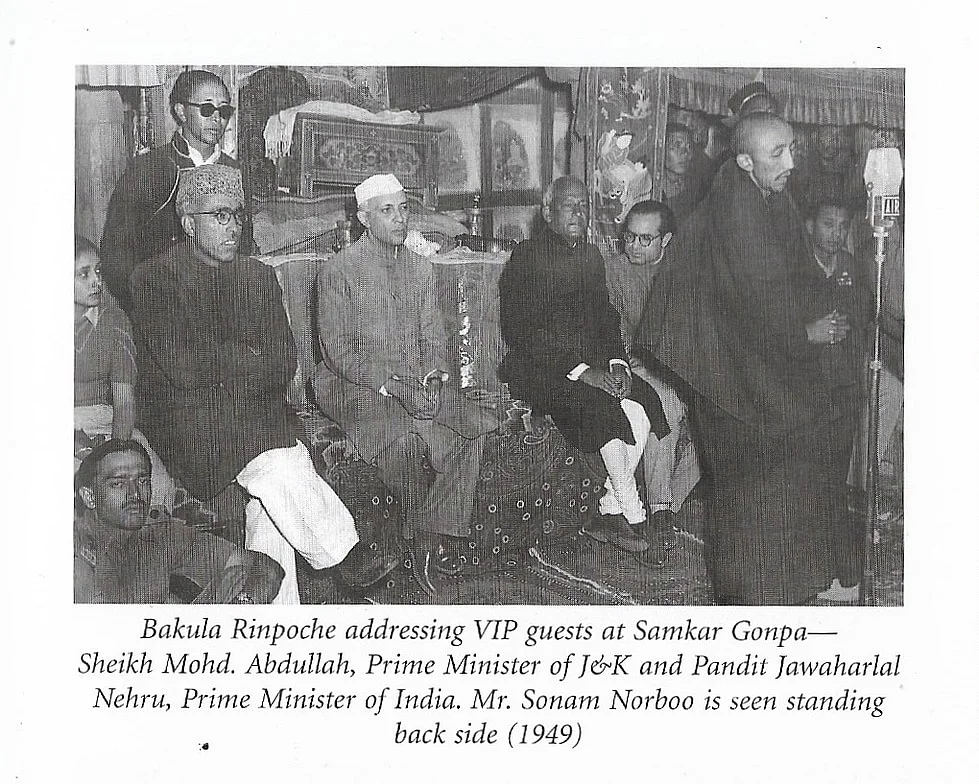 AIR
Bakula Rinpoche addressing VIP guests at Samkar Gonpa—
Sheikh Mohd. Abdullah, Prime Minister of J&K and Pandit Jawaharlal
Nehru, Prime Minister of India. Mr. Sonam Norboo is seen standing
back side (1949)